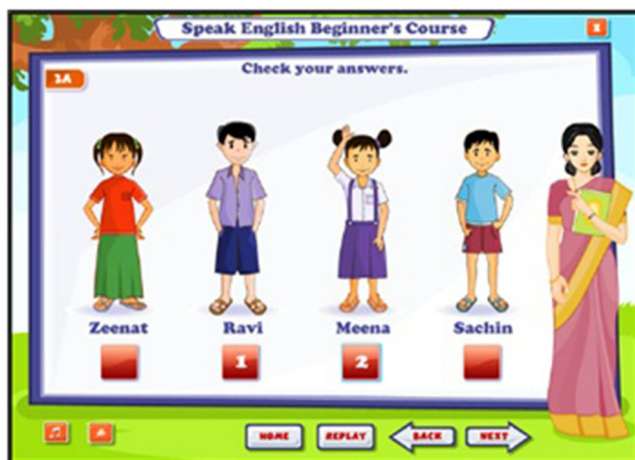 Speak English Beginner's Course
X
Check your answers.
3A
Zeenat Ravi Meena Sachin
1 2
HOME REPLAY BACK NEXT